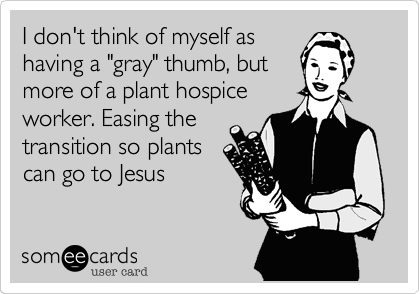 I don't think of myself as
having a "gray" thumb, but
more of a plant hospice
worker. Easing the
transition so plants
can go to Jesus
someecards
user card